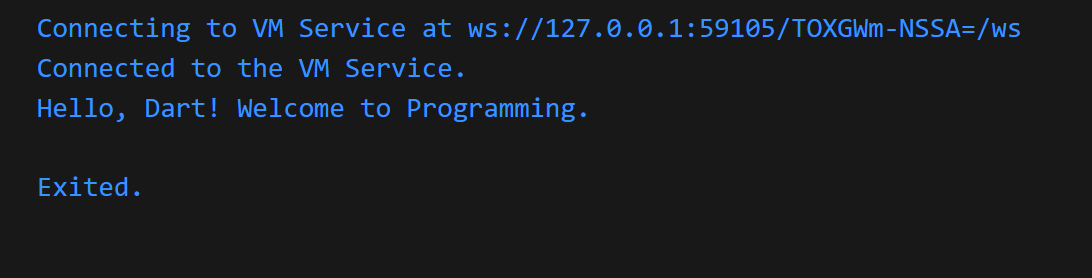 Connecting to VM Service at ws://127.0.0.1:59105/TOXGWm-NSSA=/ws
Connected to the VM Service.
Hello, Dart! Welcome to Programming.
Exited.